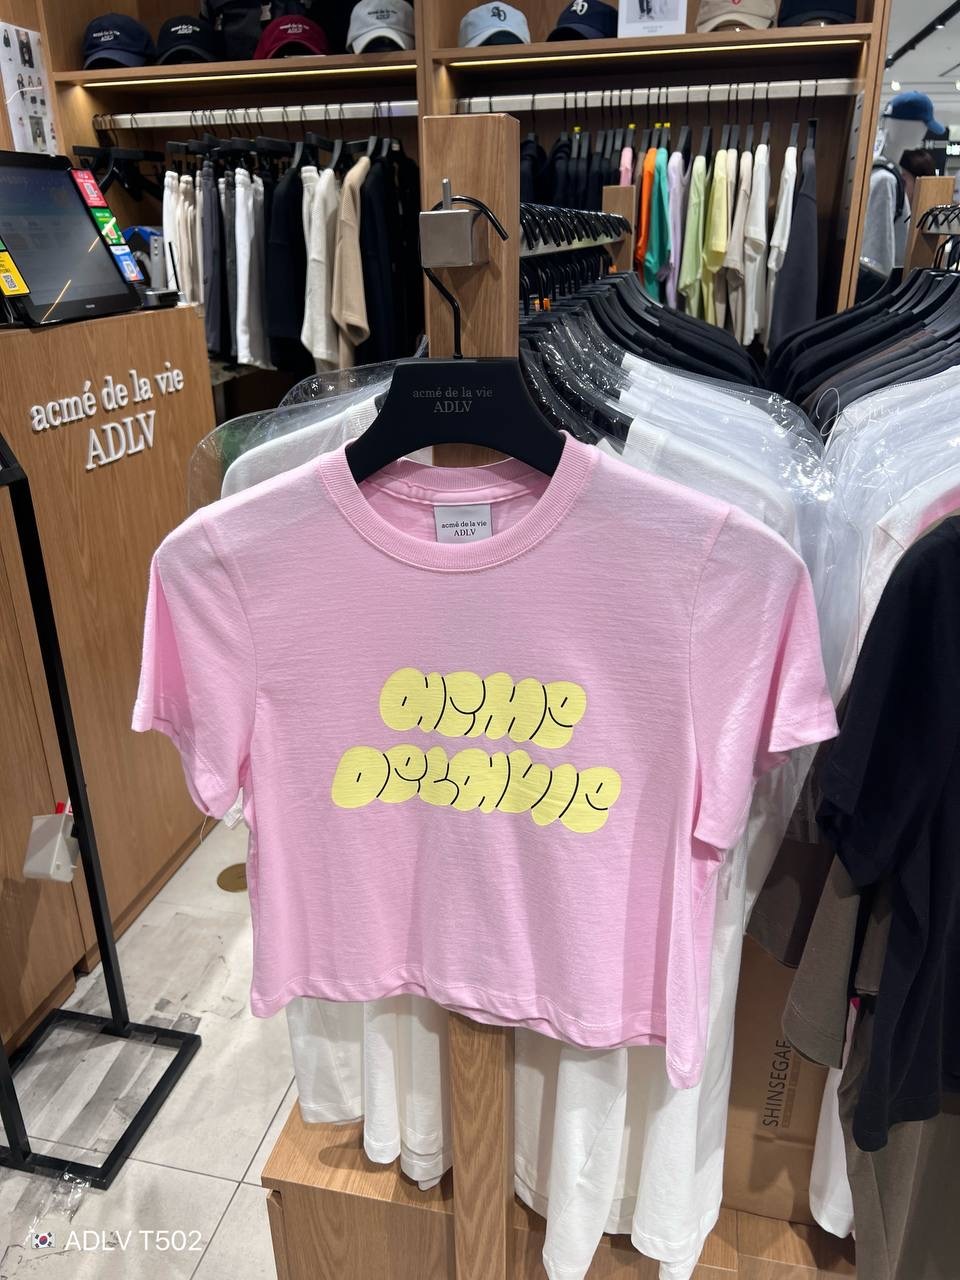 acmé de la vie
ADLV
acmé de la vie
ADLV
acmé de la vie
ADLV
acme
DeLAVIe
SHINSEGAE
ADLV T502